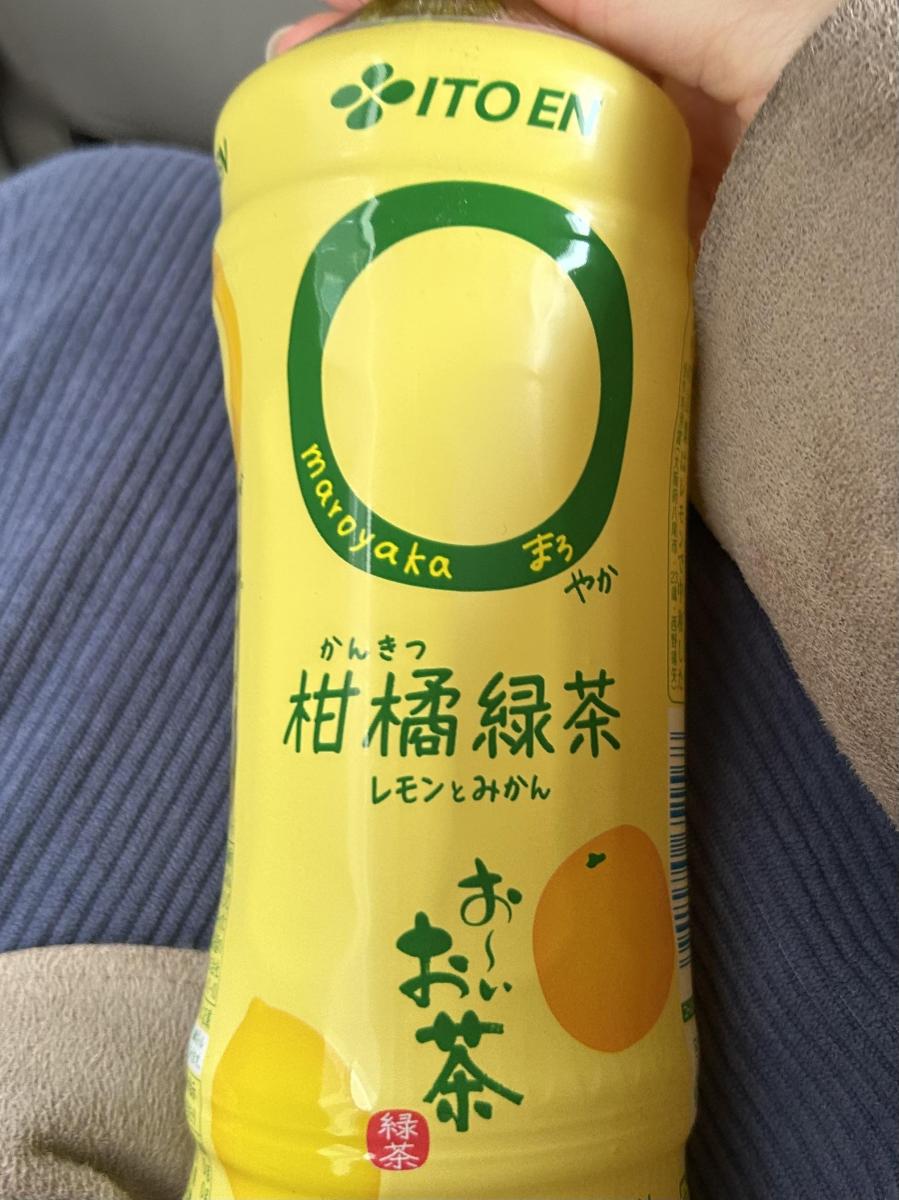 ITO EN
maroyaka
まろ
やか
かんきつ
柑橘緑茶
レモンとみかん
お〜い
お茶
緑茶